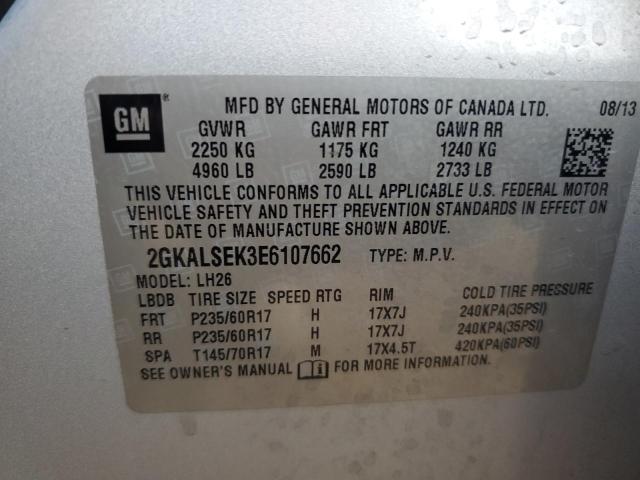 GM ®
MFD BY GENERAL MOTORS OF CANADA LTD. 08/13
GVWR GAWR FRT GAWR RR
2250 KG 1175 KG 1240 KG
4960 LB 2590 LB 2733 LB
THIS VEHICLE CONFORMS TO ALL APPLICABLE U.S. FEDERAL MOTOR
VEHICLE SAFETY AND THEFT PREVENTION STANDARDS IN EFFECT ON
THE DATE OF MANUFACTURE SHOWN ABOVE.
2GKALSEK3E6107662 TYPE: M.P.V.
MODEL: LH26
LBDB TIRE SIZE SPEED RTG RIM COLD TIRE PRESSURE
FRT P235/60R17 H 17X7J 240KPA(35PSI)
RR P235/60R17 H 17X7J 240KPA(35PSI)
SPA T145/70R17 M 17X4.5T 420KPA(60PSI)
SEE OWNER'S MANUAL FOR MORE INFORMATION.